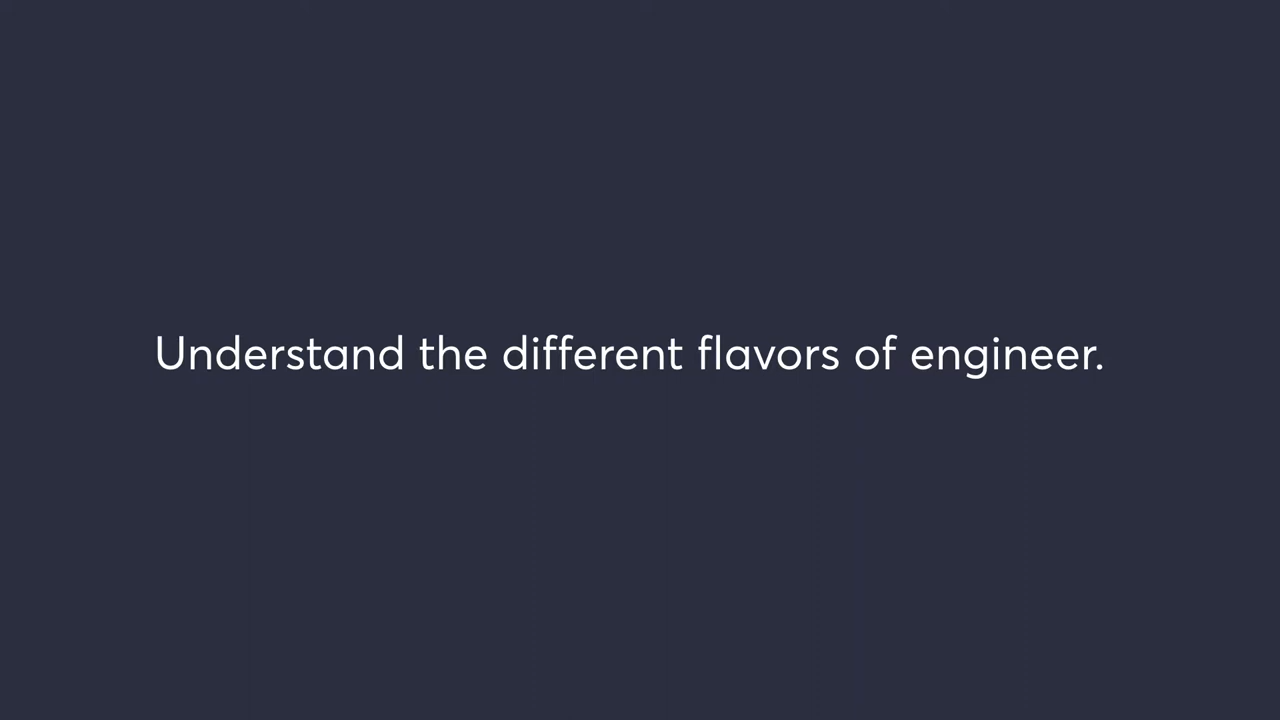 Understand the different flavors of engineer.